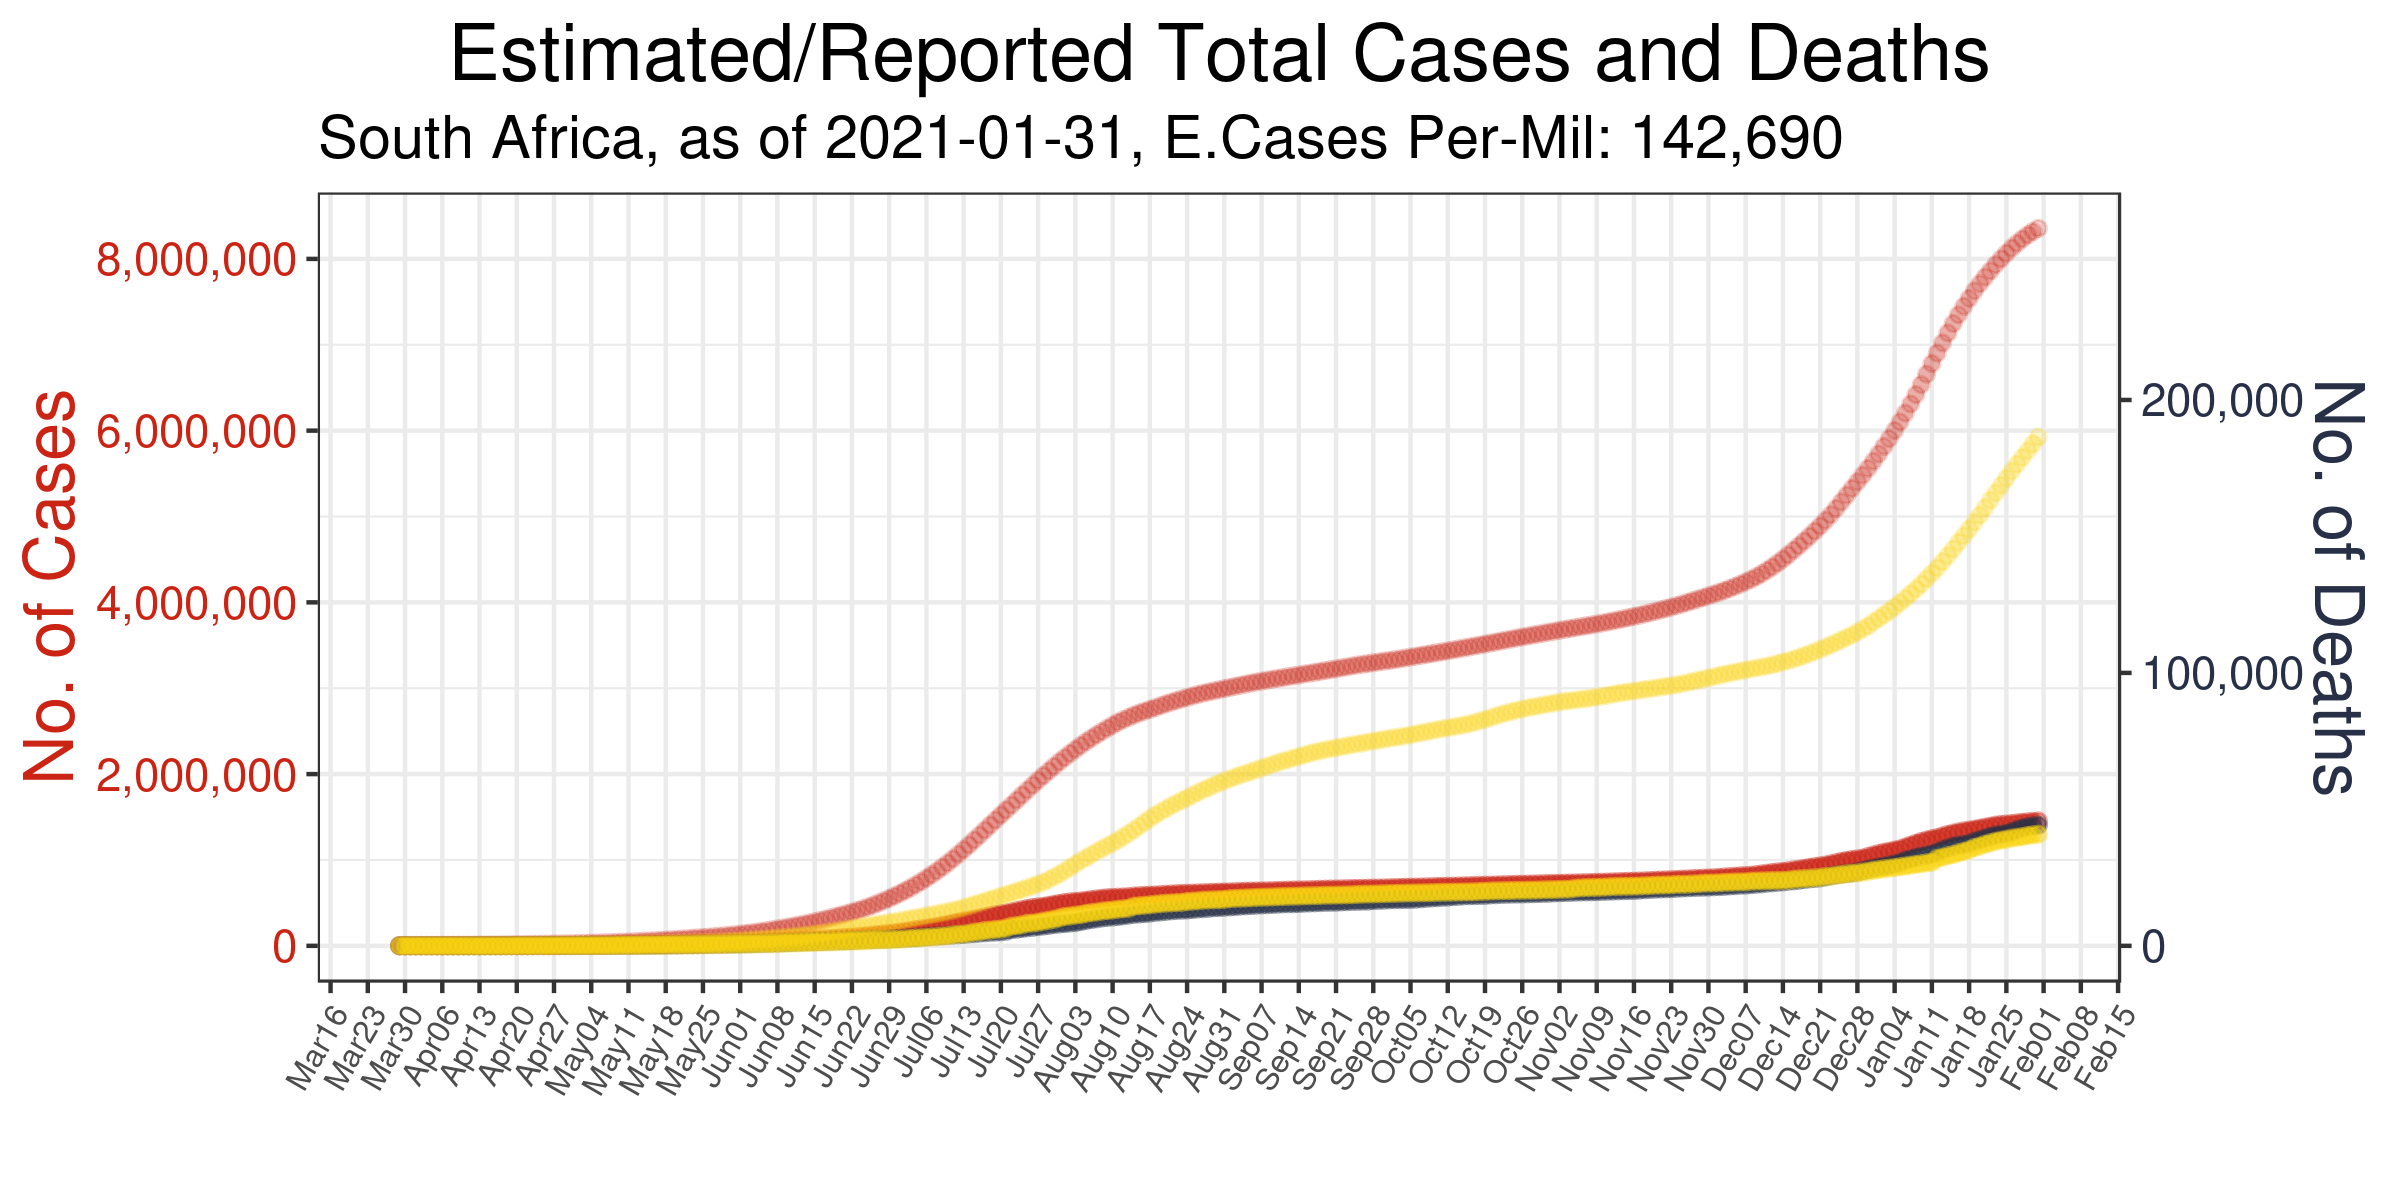 Estimated/Reported Total Cases and Deaths
South Africa, as of 2021-01-31, E.Cases Per-Mil: 142,690
No. of Cases
8,000,000
6,000,000
4,000,000
2,000,000
0
200,000
100,000
0
No. of Deaths
Mar16
Mar23
Mar30
Apr06
Apr13
Apr20
Apr27
May04
May11
May18
May25
Jun01
Jun08
Jun15
Jun22
Jun29
Jul06
Jul13
Jul20
Jul27
Aug03
Aug10
Aug17
Aug24
Aug31
Sep07
Sep14
Sep21
Sep28
Oct05
Oct12
Oct19
Oct26
Nov02
Nov09
Nov16
Nov23
Nov30
Dec07
Dec14
Dec21
Dec28
Jan04
Jan11
Jan18
Jan25
Feb01
Feb08
Feb15